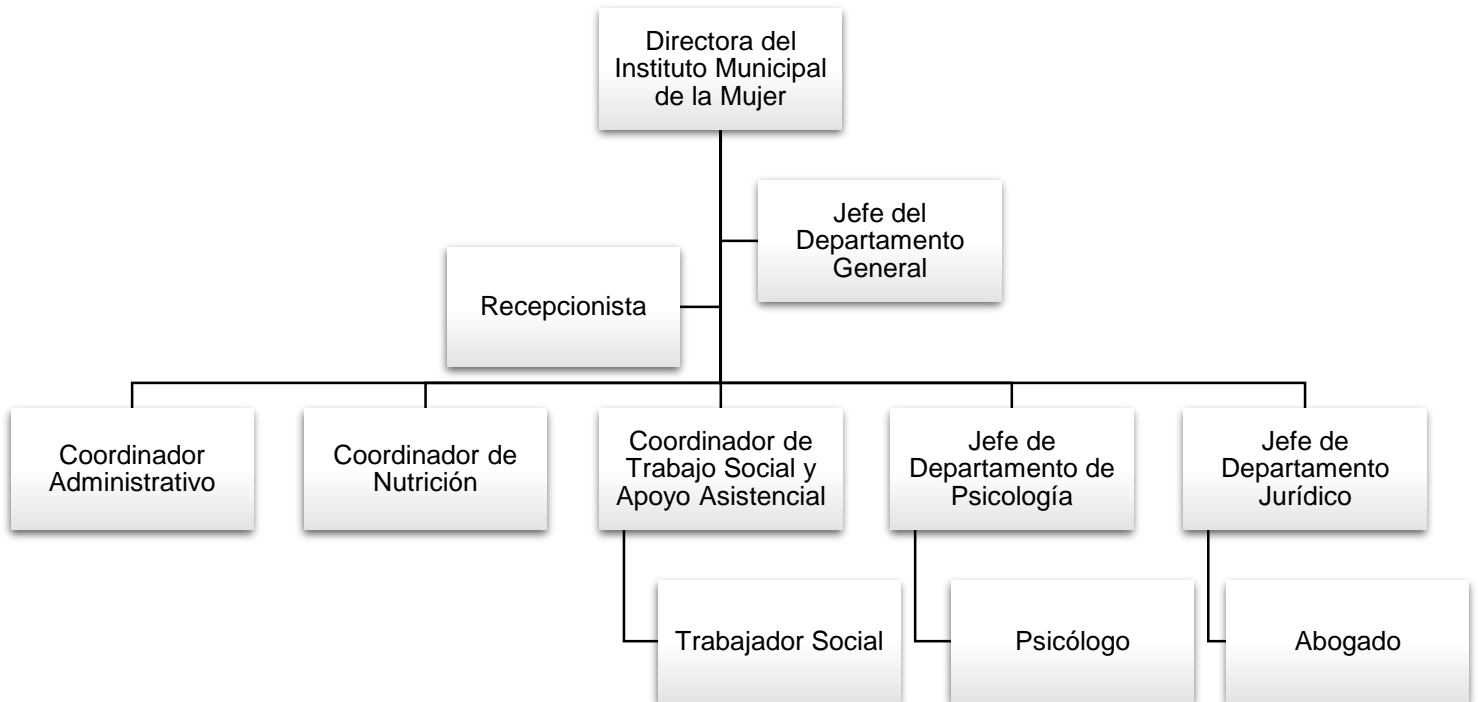 Directora del
Instituto Municipal
de la Mujer
Jefe del
Departamento
General
Recepcionista
Coordinador
Administrativo
Coordinador de
Nutrición
Coordinador de
Trabajo Social y
Apoyo Asistencial
Jefe de
Departamento de
Psicología
Jefe de
Departamento
Jurídico
Trabajador Social
Psicólogo
Abogado